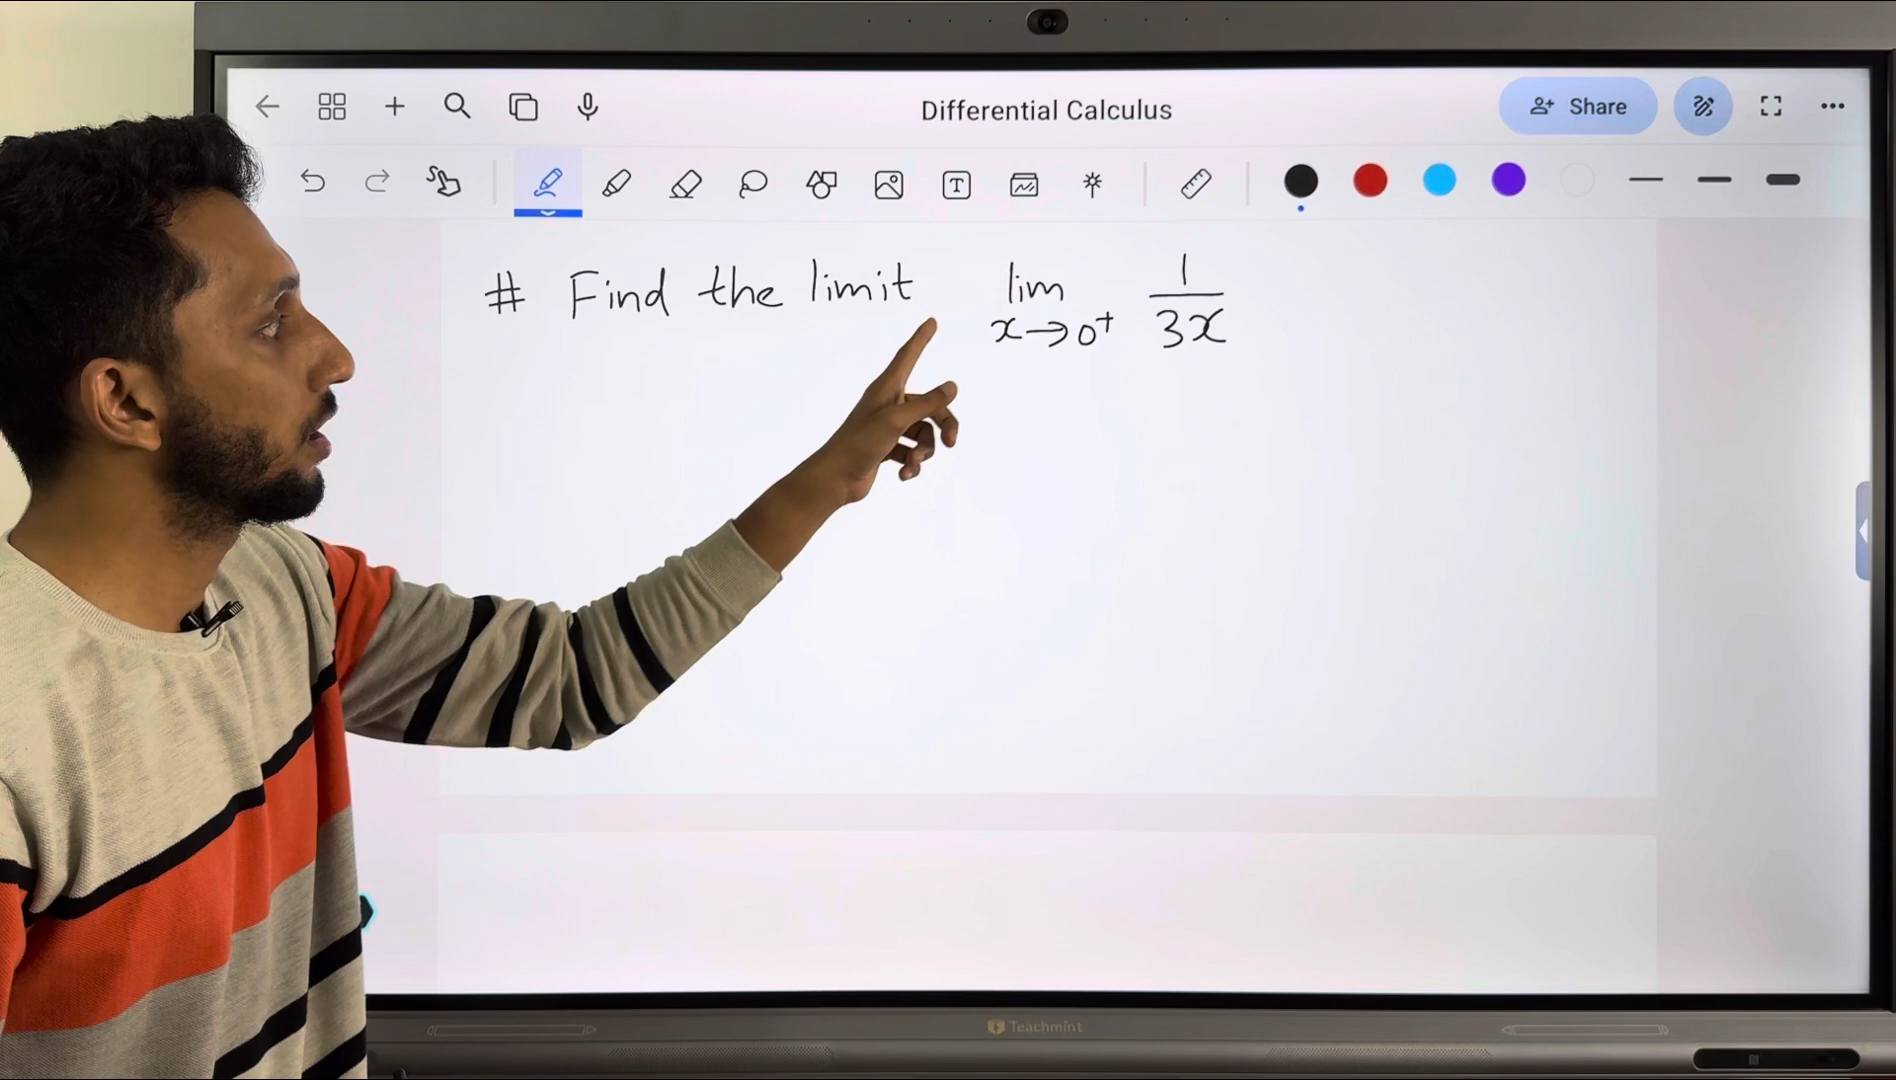 Differential Calculus
Share
T
# Find the limit lim x→0⁺ 1/3x
Teachmint